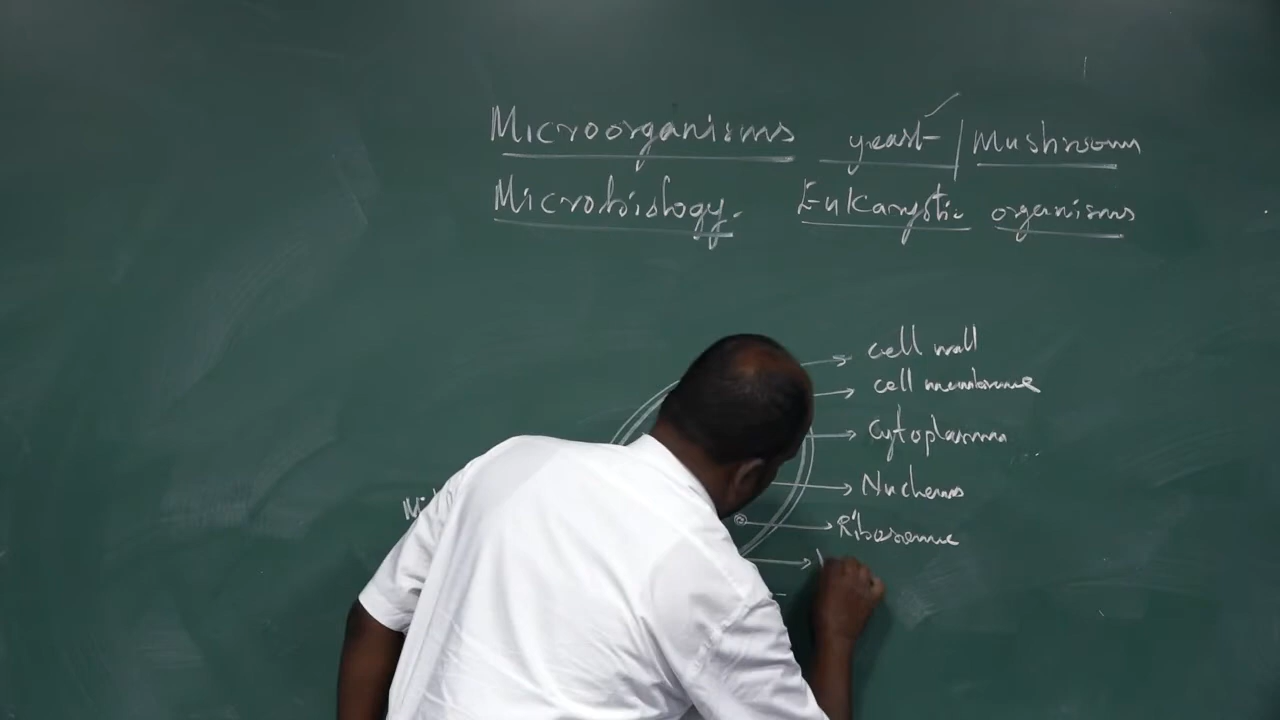 Microorganisms yeast / Mushroom
Microbiology. Eukaryotic organisms
cell wall
cell membrane
Cytoplasma
Nucleus
Ribosome